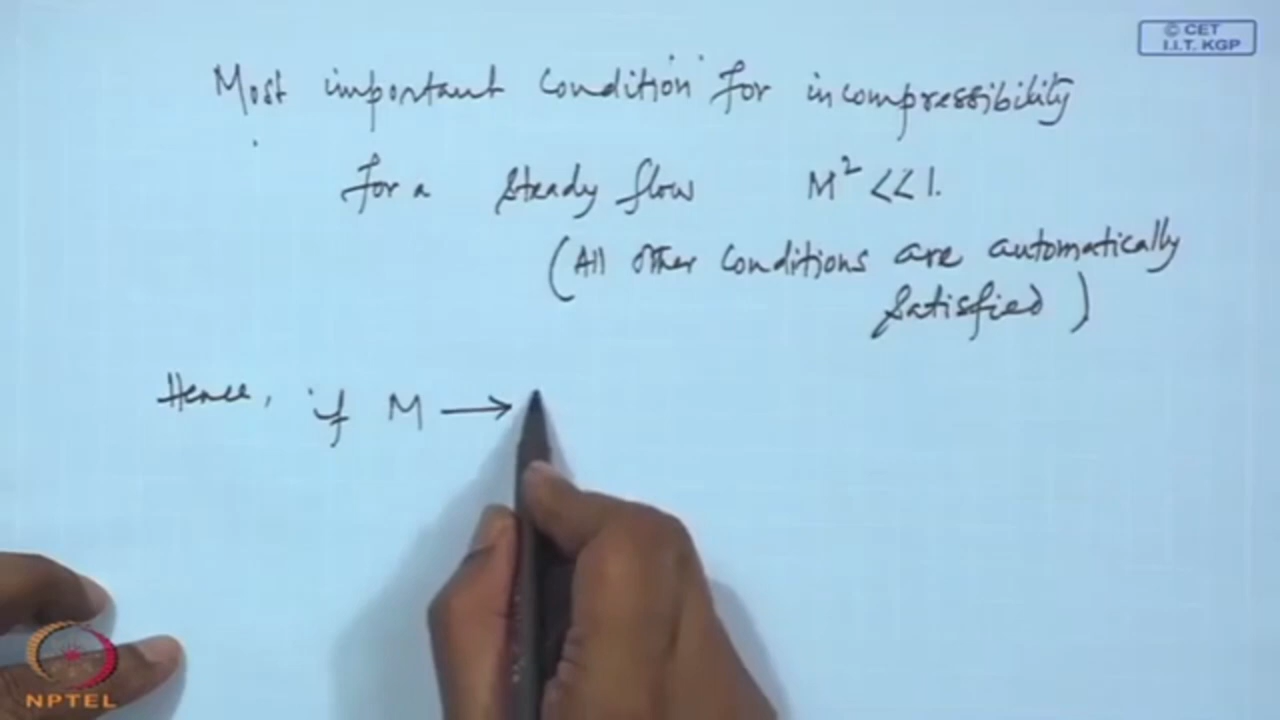 © CET
I.I.T. KGP
Most important Condition for incompressibility
for a steady flow M² << 1.
(All other Conditions are automatically
satisfied)
Hence, if M →
NPTEL